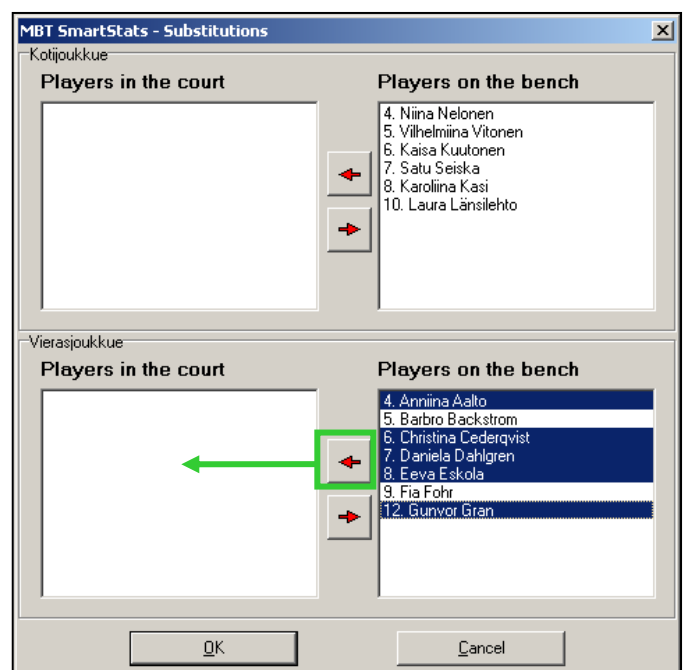 MBT SmartStats - Substitutions
Kotijoukkue
Players in the court
Players on the bench
4. Niina Nelonen
5. Vilhelmiina Vitonen
6. Kaisa Kuutonen
7. Satu Seiska
8. Karoliina Kasi
10. Laura Länsilehto
Vierasjoukkue
Players in the court
Players on the bench
4. Anniina Aalto
5. Barbro Backstrom
6. Christina Cederqvist
7. Daniela Dahlgren
8. Eeva Eskola
9. Fia Fohr
12. Gunvor Gran
OK
Cancel